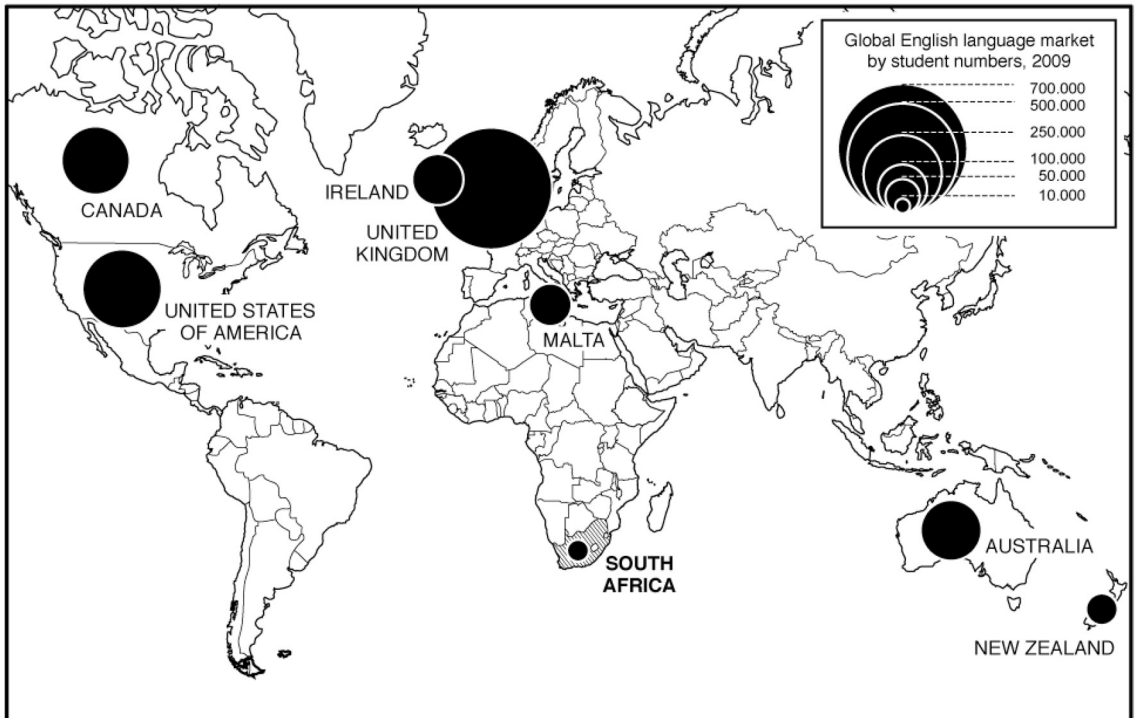 Global English language market
by student numbers, 2009
700.000
500.000
250.000
100.000
50.000
10.000
CANADA
IRELAND
UNITED
KINGDOM
UNITED STATES
OF AMERICA
MALTA
SOUTH
AFRICA
AUSTRALIA
NEW ZEALAND